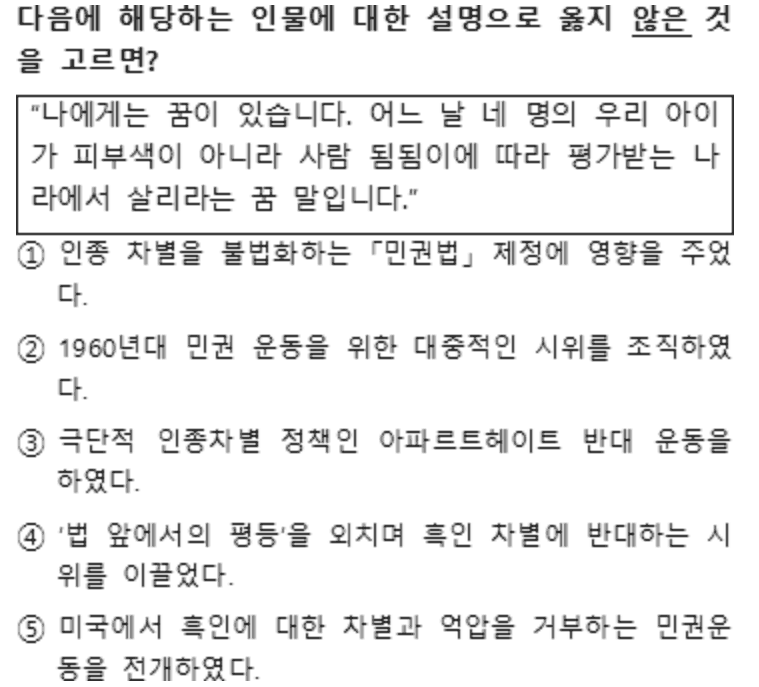 다음에 해당하는 인물에 대한 설명으로 옳지 않은 것
을 고르면?
"나에게는 꿈이 있습니다. 어느 날 네 명의 우리 아이
가 피부색이 아니라 사람 됨됨이에 따라 평가받는 나
라에서 살리라는 꿈 말입니다."
① 인종 차별을 불법화하는 「민권법」 제정에 영향을 주었
다.
② 1960년대 민권 운동을 위한 대중적인 시위를 조직하였
다.
③ 극단적 인종차별 정책인 아파르트헤이트 반대 운동을
하였다.
④ '법 앞에서의 평등'을 외치며 흑인 차별에 반대하는 시
위를 이끌었다.
⑤ 미국에서 흑인에 대한 차별과 억압을 거부하는 민권운
동을 전개하였다.